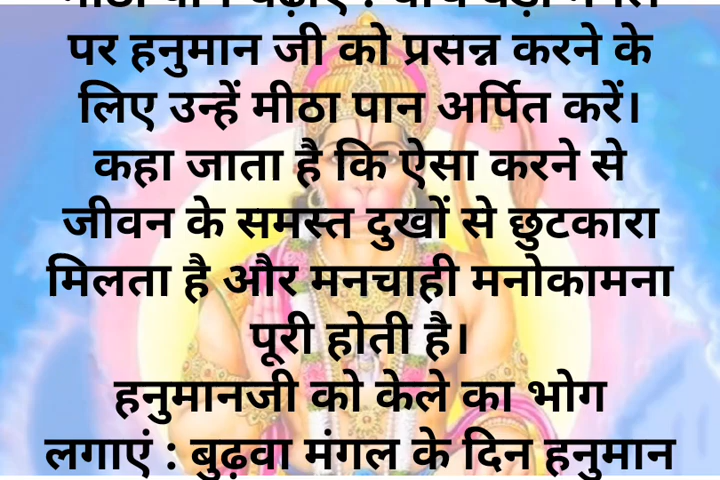 पर हनुमान जी को प्रसन्न करने के
लिए उन्हें मीठा पान अर्पित करें।
कहा जाता है कि ऐसा करने से
जीवन के समस्त दुखों से छुटकारा
मिलता है और मनचाही मनोकामना
पूरी होती है।
हनुमानजी को केले का भोग
लगाएं : बुढ़वा मंगल के दिन हनुमान